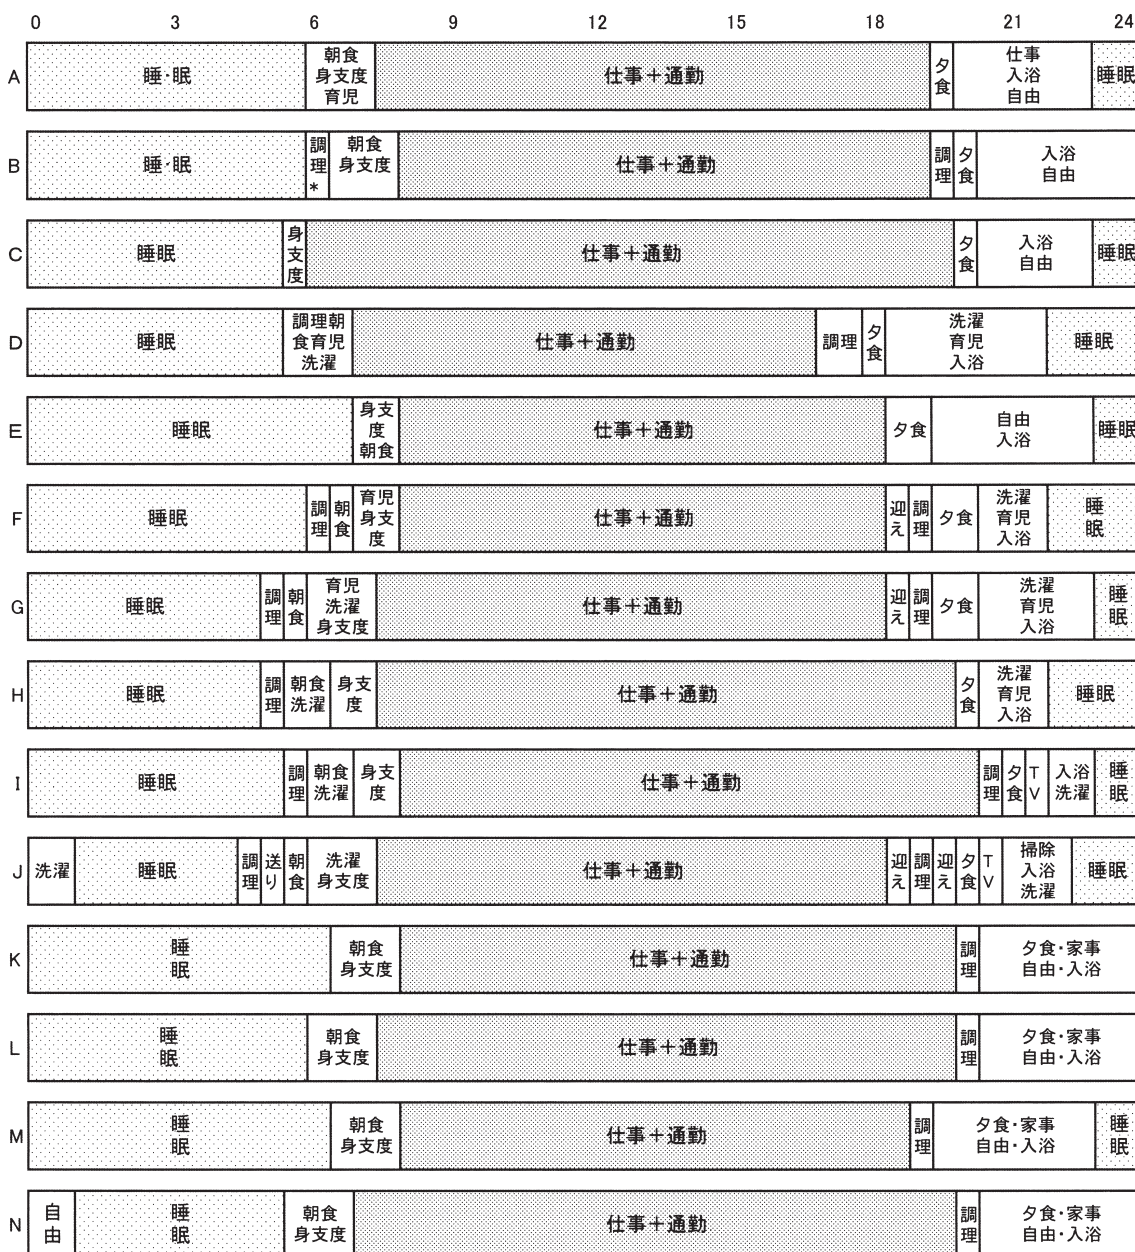 0 3 6 9 12 15 18 21 24
A
睡・眠
朝食
身支度
育児
仕事＋通勤
夕食
仕事
入浴
自由
睡眠
B
睡・眠
調理*
朝食
身支度
仕事＋通勤
調理
夕食
入浴
自由
C
睡眠
身支度
仕事＋通勤
夕食
入浴
自由
睡眠
D
睡眠
調理朝
食育児
洗濯
仕事＋通勤
調理
夕食
洗濯
育児
入浴
睡眠
E
睡眠
身支
度
朝食
仕事＋通勤
夕食
自由
入浴
睡眠
F
睡眠
調理
朝食
育児
身支
度
仕事＋通勤
迎え
調理
夕食
洗濯
育児
入浴
睡眠
G
睡眠
調理
朝食
育児
洗濯
身支度
仕事＋通勤
迎え
調理
夕食
洗濯
育児
入浴
睡眠
H
睡眠
調理
朝食
洗濯
身支
度
仕事＋通勤
夕食
洗濯
育児
入浴
睡眠
I
睡眠
調理
朝食
洗濯
身支
度
仕事＋通勤
調理
夕食
TV
入浴
洗濯
睡眠
J
洗濯
睡眠
調理
送り
朝食
洗濯
身支度
仕事＋通勤
迎え
調理
迎え
夕食
TV
掃除
入浴
洗濯
睡眠
K
睡眠
朝食
身支度
仕事＋通勤
調理
夕食・家事
自由・入浴
L
睡眠
朝食
身支度
仕事＋通勤
調理
夕食・家事
自由・入浴
M
睡眠
朝食
身支度
仕事＋通勤
調理
夕食・家事
自由・入浴
睡眠
N
自由
睡眠
朝食
身支度
仕事＋通勤
調理
夕食・家事
自由・入浴